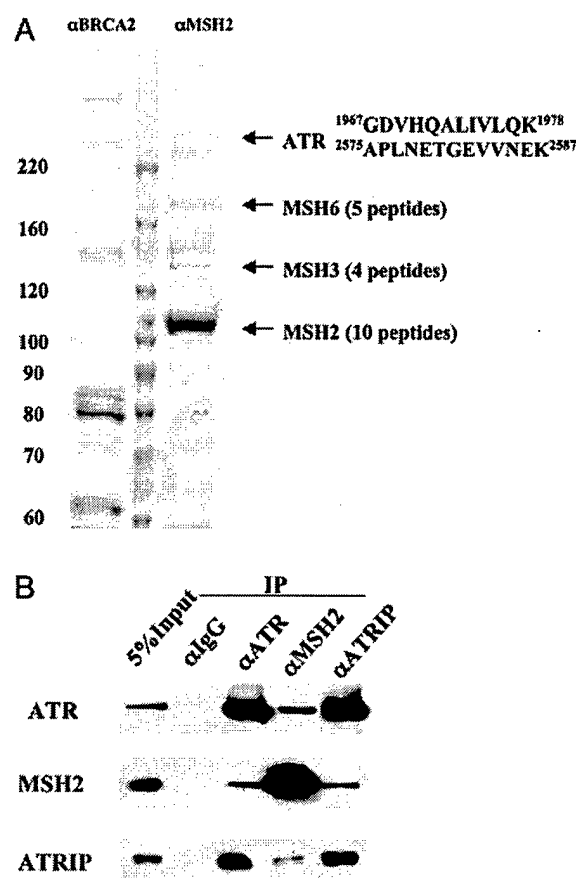 A
αBRCA2 αMSH2
ATR ¹⁹⁶⁷GDVHQALIVLQK¹⁹⁷⁸
²⁵⁷⁵APLNETGEVVNEK²⁵⁸⁷
220
MSH6 (5 peptides)
160
MSH3 (4 peptides)
120
MSH2 (10 peptides)
100
90
80
70
60
B
IP
5%Input αIgG αATR αMSH2 αATRIP
ATR
MSH2
ATRIP